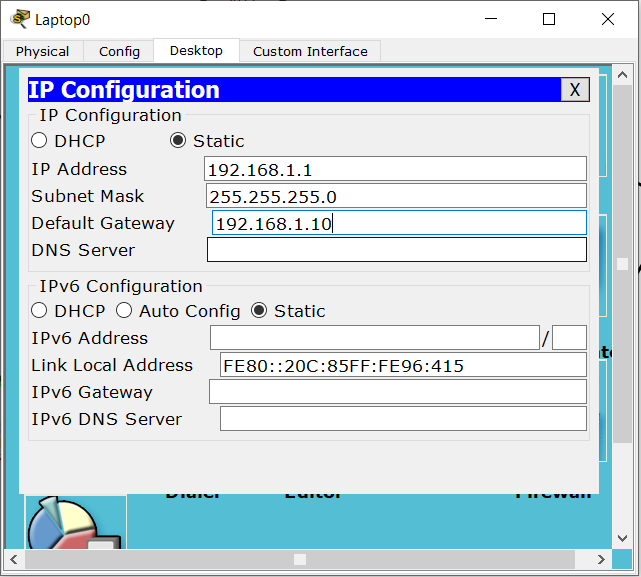 Laptop0
Physical Config Desktop Custom Interface
IP Configuration X
IP Configuration
DHCP Static
IP Address 192.168.1.1
Subnet Mask 255.255.255.0
Default Gateway 192.168.1.10
DNS Server
IPv6 Configuration
DHCP Auto Config Static
IPv6 Address /
Link Local Address FE80::20C:85FF:FE96:415
IPv6 Gateway
IPv6 DNS Server
Dialer Editor Firewall